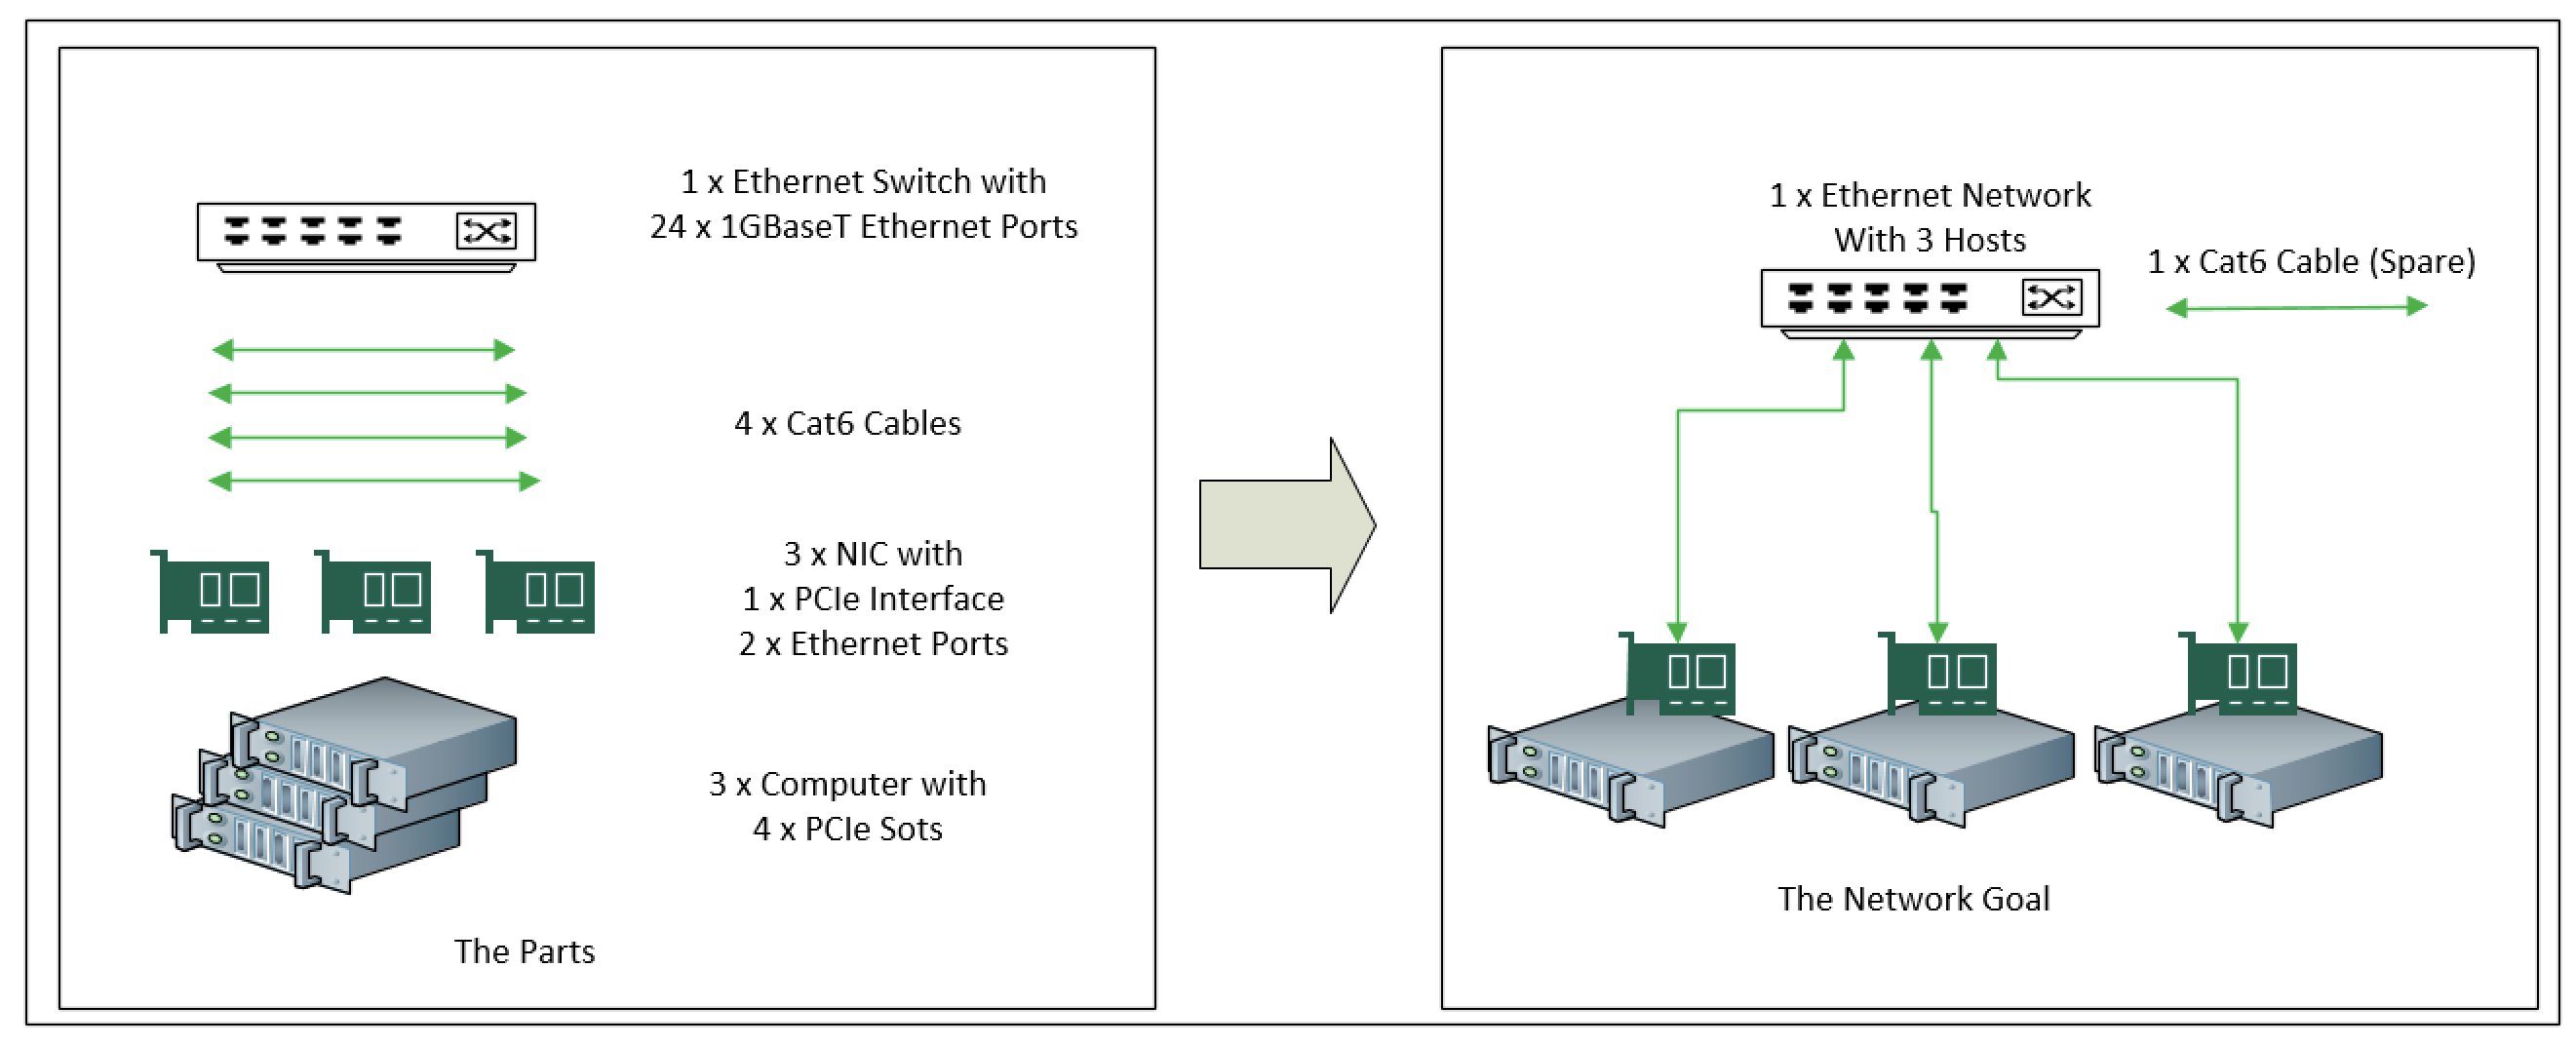 1 x Ethernet Switch with
24 x 1GBaseT Ethernet Ports
4 x Cat6 Cables
3 x NIC with
1 x PCIe Interface
2 x Ethernet Ports
3 x Computer with
4 x PCIe Sots
The Parts
1 x Ethernet Network
With 3 Hosts
1 x Cat6 Cable (Spare)
The Network Goal